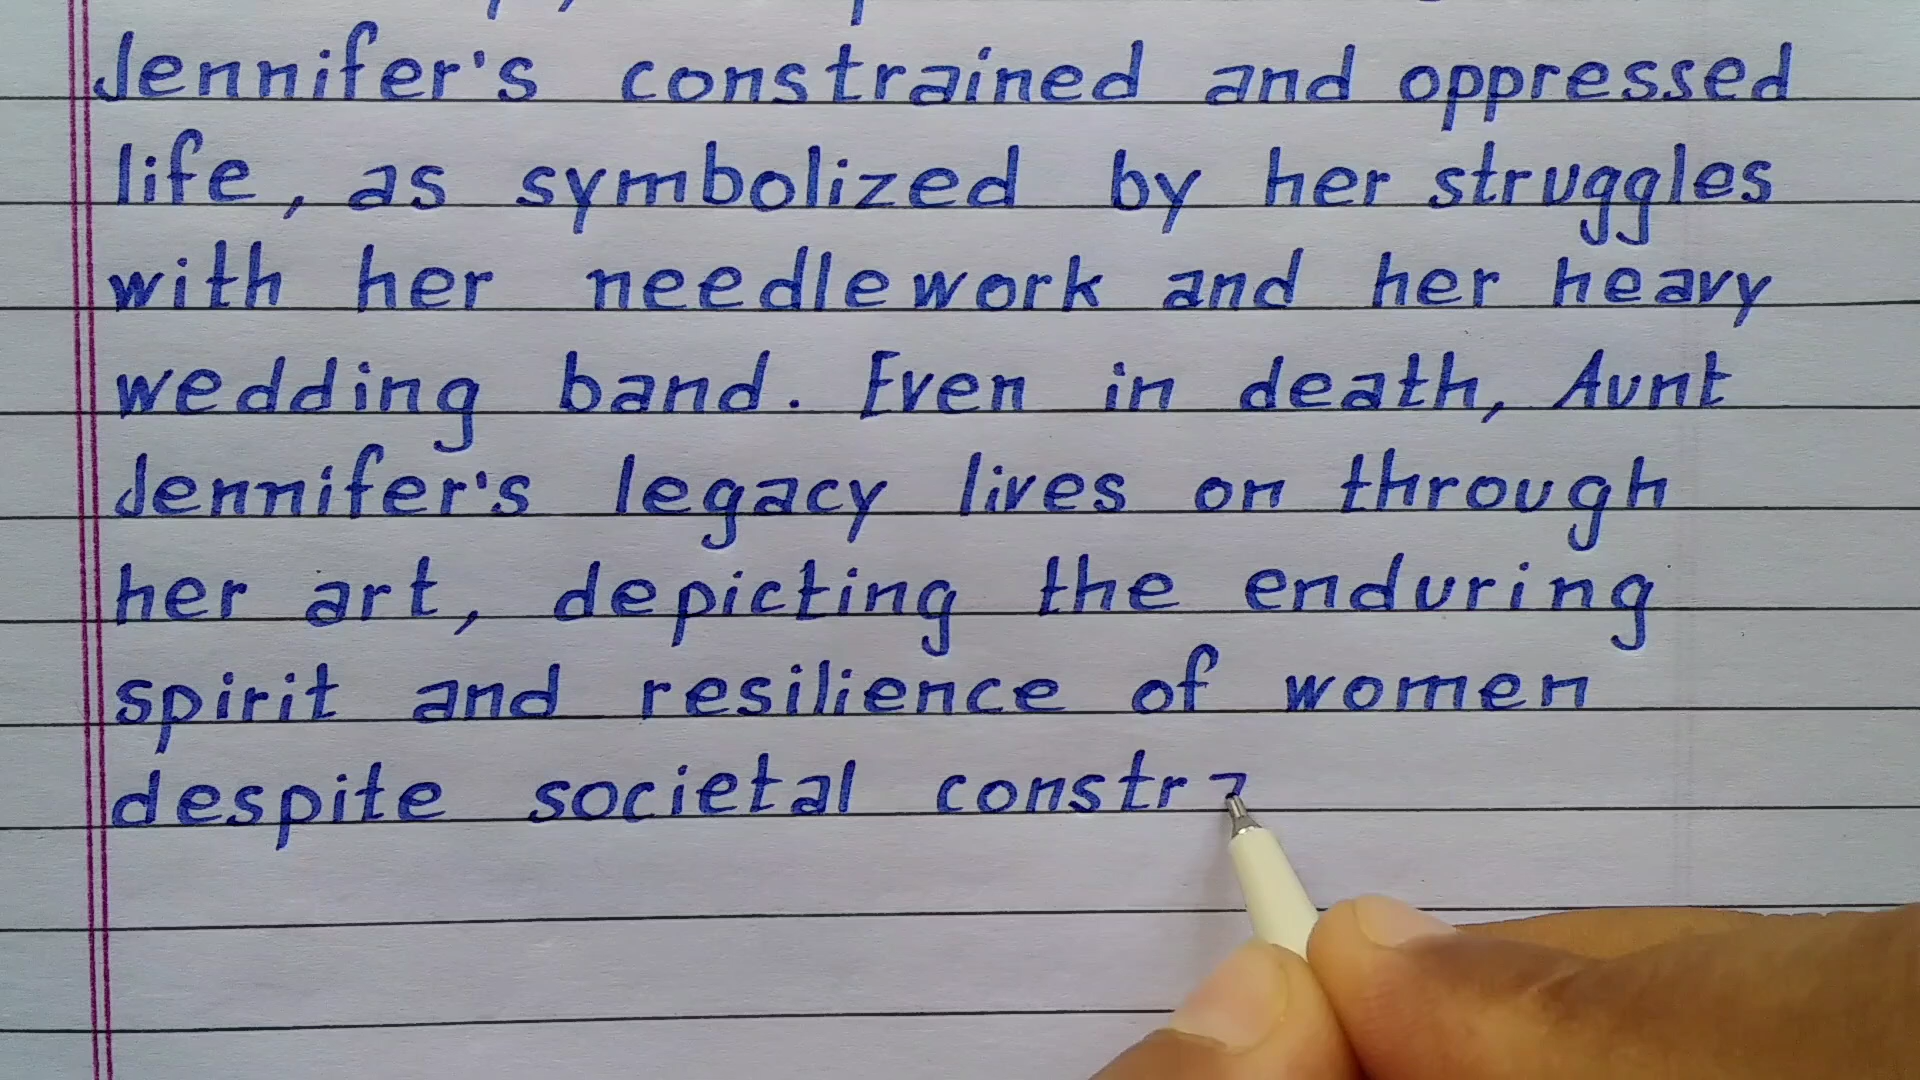 Jennifer's constrained and oppressed
life, as symbolized by her struggles
with her needlework and her heavy
wedding band. Even in death, Aunt
Jennifer's legacy lives on through
her art, depicting the enduring
spirit and resilience of women
despite societal constra